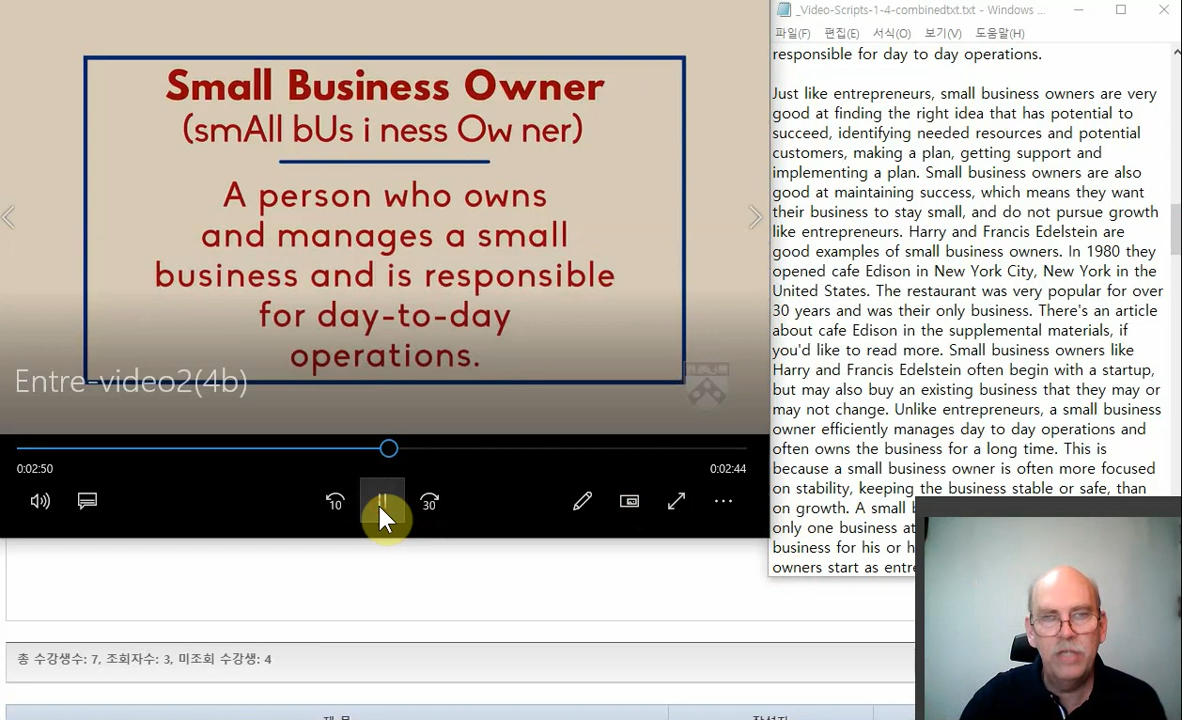 Small Business Owner
(smAll bUs i ness Ow ner)
A person who owns
and manages a small
business and is responsible
for day-to-day
operations.
Entre-video2(4b)
0:02:50
0:02:44
10
30
_Video-Scripts-1-4-combinedtxt.txt - Windows ...
파일(F) 편집(E) 서식(O) 보기(V) 도움말(H)
responsible for day to day operations.
Just like entrepreneurs, small business owners are very
good at finding the right idea that has potential to
succeed, identifying needed resources and potential
customers, making a plan, getting support and
implementing a plan. Small business owners are also
good at maintaining success, which means they want
their business to stay small, and do not pursue growth
like entrepreneurs. Harry and Francis Edelstein are
good examples of small business owners. In 1980 they
opened cafe Edison in New York City, New York in the
United States. The restaurant was very popular for over
30 years and was their only business. There's an article
about cafe Edison in the supplemental materials, if
you'd like to read more. Small business owners like
Harry and Francis Edelstein often begin with a startup,
but may also buy an existing business that they may or
may not change. Unlike entrepreneurs, a small business
owner efficiently manages day to day operations and
often owns the business for a long time. This is
because a small business owner is often more focused
on stability, keeping the business stable or safe, than
on growth. A small b
only one business at
business for his or h
owners start as entre
총 수강생수: 7, 조회자수: 3, 미조회 수강생: 4